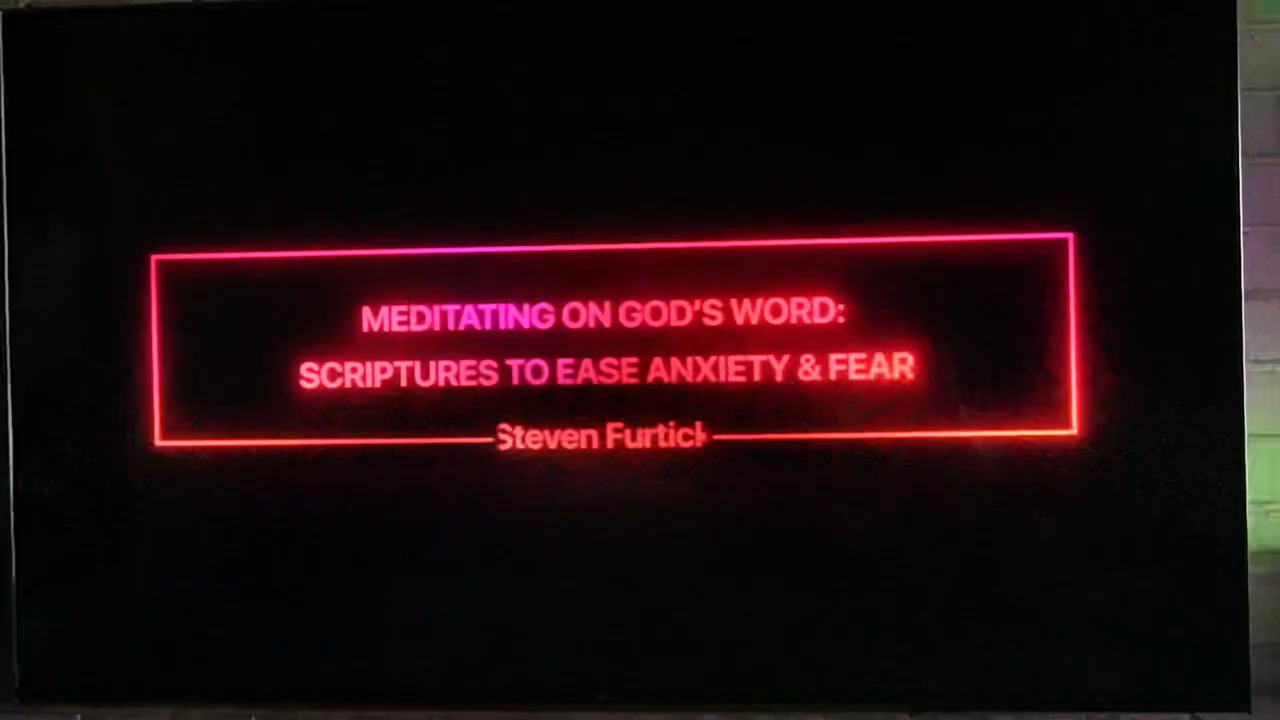 MEDITATING ON GOD'S WORD:
SCRIPTURES TO EASE ANXIETY & FEAR
Steven Furtick